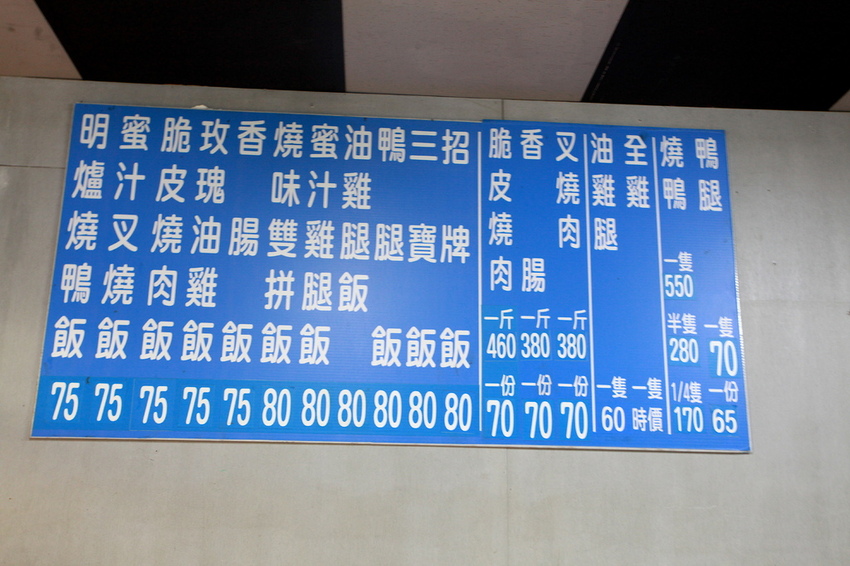 明爐燒鴨飯 75
蜜汁叉燒飯 75
脆皮燒肉飯 75
玫瑰油雞飯 75
香腸飯 75
燒味雙拼飯 80
蜜汁雞腿飯 80
油雞腿飯 80
鴨腿飯 80
三寶飯 80
招牌飯 80
脆皮燒肉 一斤 460 一份 70
香腸 一斤 380 一份 70
叉燒肉 一斤 380 一份 70
油雞腿 一隻 60
全雞 一隻 時價
燒鴨 一隻 550 半隻 280 1/4隻 170
鴨腿 一隻 70 一份 65